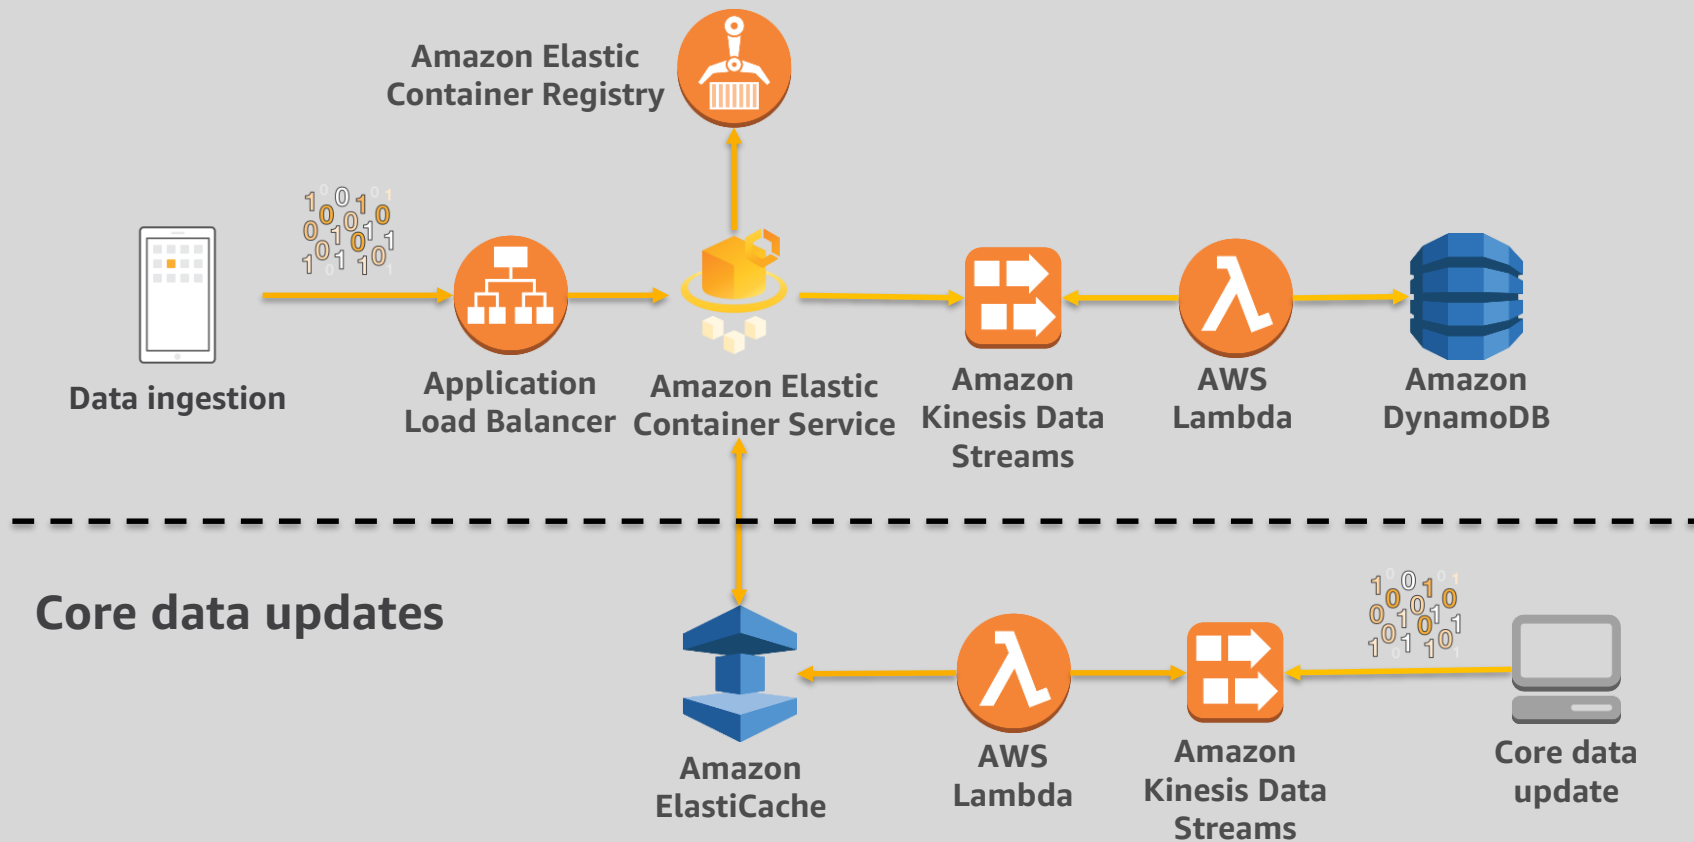 Amazon Elastic
Container Registry
Data ingestion
Application
Load Balancer
Amazon Elastic
Container Service
Amazon
Kinesis Data
Streams
AWS
Lambda
Amazon
DynamoDB
Core data updates
Amazon
ElastiCache
AWS
Lambda
Amazon
Kinesis Data
Streams
Core data
update